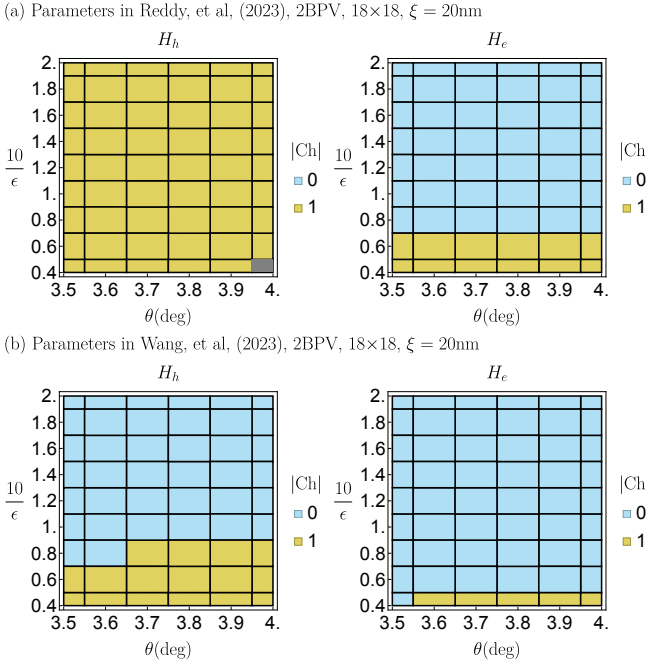 (a) Parameters in Reddy, et al, (2023), 2BPV, 18×18, ξ = 20nm
H_h H_e
2. 1.8 1.6 1.4 1.2 1. 0.8 0.6 0.4
10/ϵ
3.5 3.6 3.7 3.8 3.9 4.
θ(deg)
|Ch|
0
1
2. 1.8 1.6 1.4 1.2 1. 0.8 0.6 0.4
10/ϵ
3.5 3.6 3.7 3.8 3.9 4.
θ(deg)
|Ch
0
1
(b) Parameters in Wang, et al, (2023), 2BPV, 18×18, ξ = 20nm
H_h H_e
2. 1.8 1.6 1.4 1.2 1. 0.8 0.6 0.4
10/ϵ
3.5 3.6 3.7 3.8 3.9 4.
θ(deg)
|Ch|
0
1
2. 1.8 1.6 1.4 1.2 1. 0.8 0.6 0.4
10/ϵ
3.5 3.6 3.7 3.8 3.9 4.
θ(deg)
|Ch
0
1